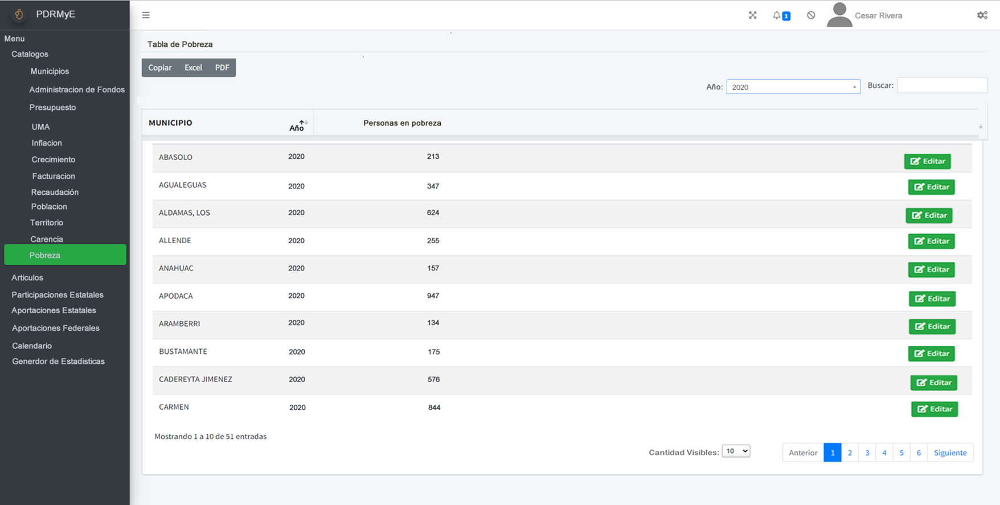 PDRMyE
1
Cesar Rivera
Menu
Catalogos
Municipios
Administracion de Fondos
Presupuesto
UMA
Inflacion
Crecimiento
Facturacion
Recaudación
Poblacion
Territorio
Carencia
Pobreza
Articulos
Participaciones Estatales
Aportaciones Estatales
Aportaciones Federales
Calendario
Generdor de Estadisticas
Tabla de Pobreza
Copiar Excel PDF
Año: 2020 Buscar:
MUNICIPIO Año Personas en pobreza
ABASOLO 2020 213 Editar
AGUALEGUAS 2020 347 Editar
ALDAMAS, LOS 2020 624 Editar
ALLENDE 2020 255 Editar
ANAHUAC 2020 157 Editar
APODACA 2020 947 Editar
ARAMBERRI 2020 134 Editar
BUSTAMANTE 2020 175 Editar
CADEREYTA JIMENEZ 2020 576 Editar
CARMEN 2020 844 Editar
Mostrando 1 a 10 de 51 entradas
Cantidad Visibles: 10 Anterior 1 2 3 4 5 6 Siguiente